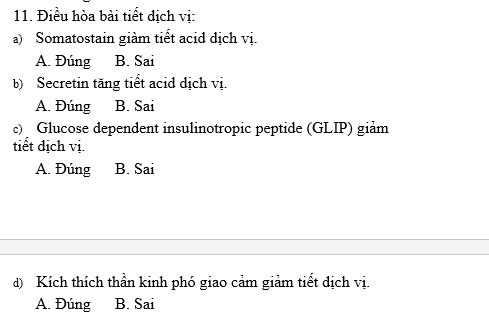 11. Điều hòa bài tiết dịch vị:
a) Somatostain giảm tiết acid dịch vị.
A. Đúng B. Sai
b) Secretin tăng tiết acid dịch vị.
A. Đúng B. Sai
c) Glucose dependent insulinotropic peptide (GLIP) giảm
tiết dịch vị.
A. Đúng B. Sai
d) Kích thích thần kinh phó giao cảm giảm tiết dịch vị.
A. Đúng B. Sai